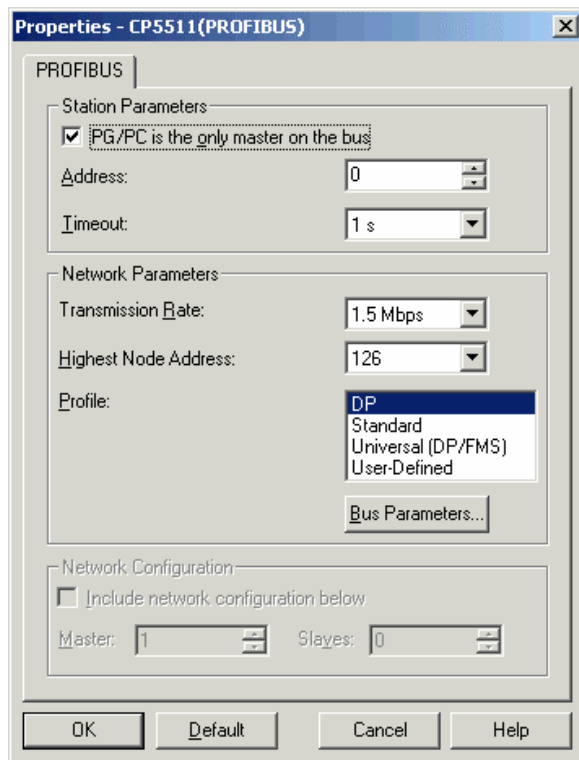 Properties - CP5511(PROFIBUS)
PROFIBUS
Station Parameters
PG/PC is the only master on the bus
Address: 0
Timeout: 1 s
Network Parameters
Transmission Rate: 1.5 Mbps
Highest Node Address: 126
Profile: DP
Standard
Universal (DP/FMS)
User-Defined
Bus Parameters...
Network Configuration
Include network configuration below
Master: 1 Slaves: 0
OK Default Cancel Help